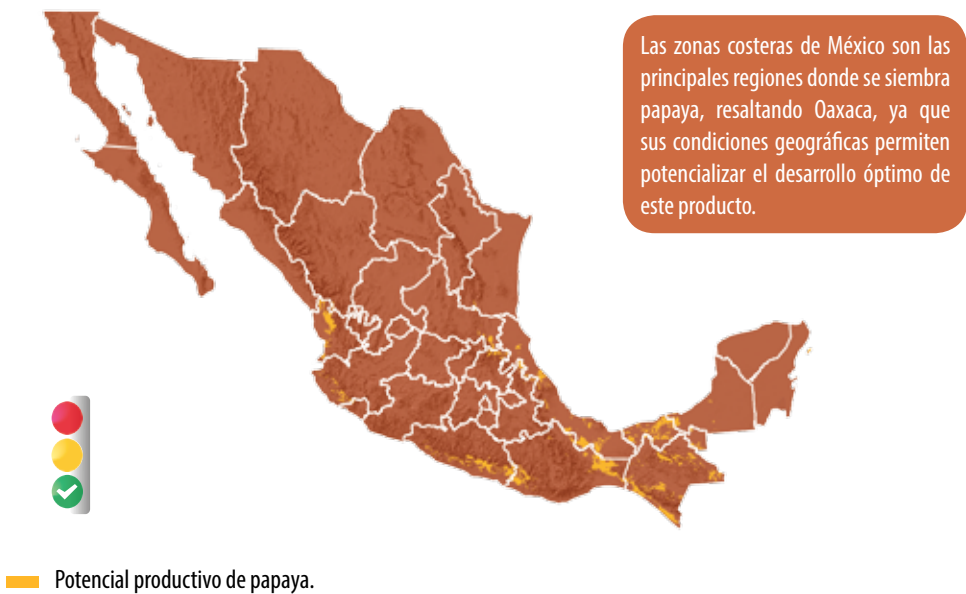 Las zonas costeras de México son las
principales regiones donde se siembra
papaya, resaltando Oaxaca, ya que
sus condiciones geográficas permiten
potencializar el desarrollo óptimo de
este producto.
Potencial productivo de papaya.